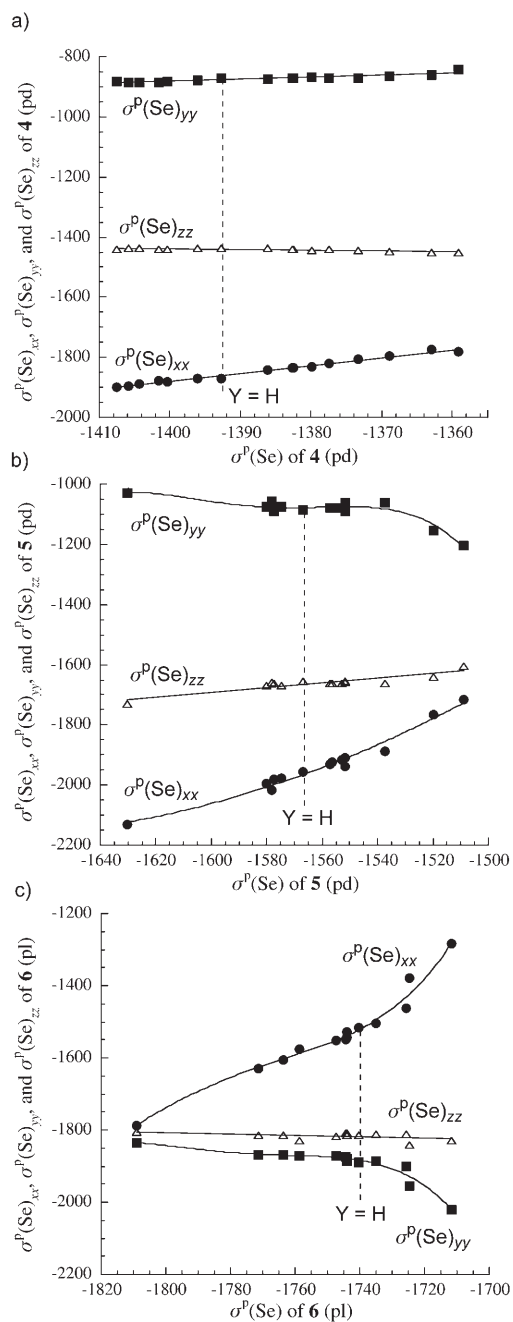 a)
σᵖ(Se)xx, σᵖ(Se)yy, and σᵖ(Se)zz of 4 (pd)
-800
-1000
-1200
-1400
-1600
-1800
-2000
σᵖ(Se)yy
σᵖ(Se)zz
σᵖ(Se)xx
Y = H
-1410 -1400 -1390 -1380 -1370 -1360
σᵖ(Se) of 4 (pd)
b)
σᵖ(Se)xx, σᵖ(Se)yy, and σᵖ(Se)zz of 5 (pd)
-1000
-1200
-1400
-1600
-1800
-2000
-2200
σᵖ(Se)yy
σᵖ(Se)zz
σᵖ(Se)xx
Y = H
-1640 -1620 -1600 -1580 -1560 -1540 -1520 -1500
σᵖ(Se) of 5 (pd)
c)
σᵖ(Se)xx, σᵖ(Se)yy, and σᵖ(Se)zz of 6 (pl)
-1200
-1400
-1600
-1800
-2000
-2200
σᵖ(Se)xx
σᵖ(Se)zz
Y = H
σᵖ(Se)yy
-1820 -1800 -1780 -1760 -1740 -1720 -1700
σᵖ(Se) of 6 (pl)